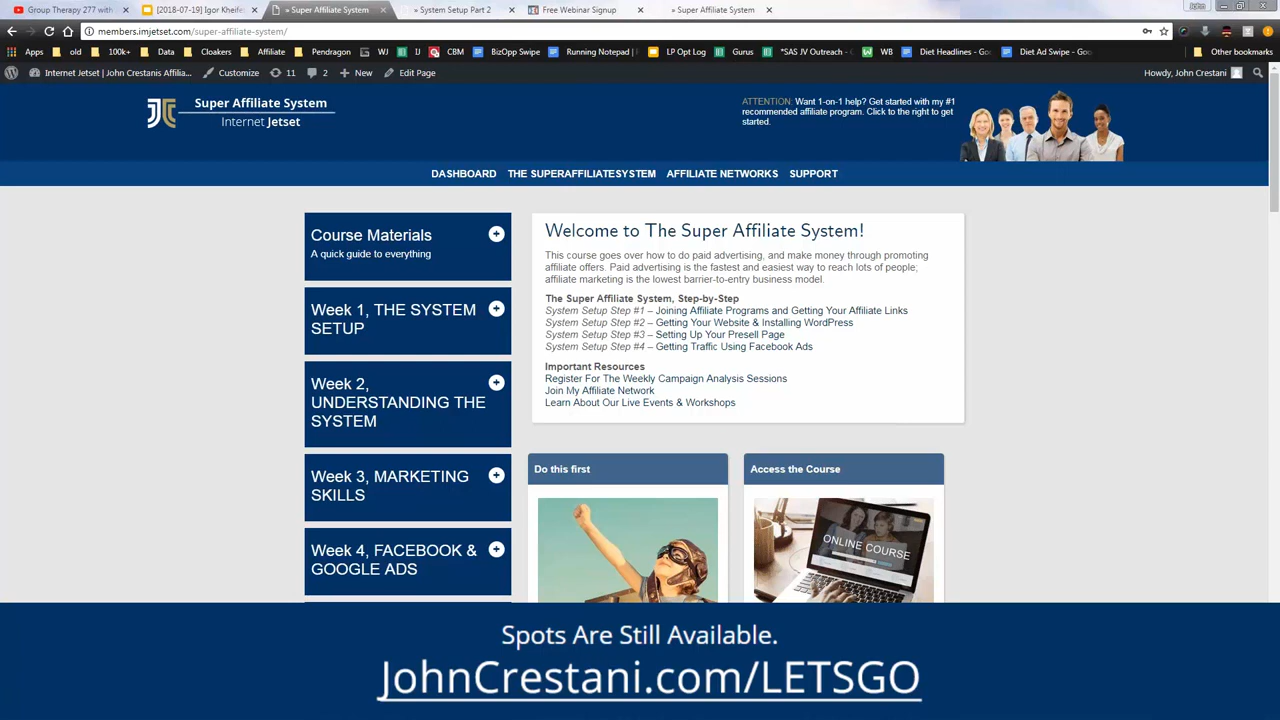 Group Therapy 277 with
[2018-07-19] Igor Kheife
» Super Affiliate System
» System Setup Part 2
Free Webinar Signup
» Super Affiliate System
John
members.imjetset.com/super-affiliate-system/
Apps
old
100k+
Data
Cloakers
Affiliate
Pendragon
WJ
IJ
CBM
BizOpp Swipe
Running Notepad
LP Opt Log
Gurus
*SAS JV Outreach - G
WB
Diet Headlines - Goo
Diet Ad Swipe - Goo
Other bookmarks
Internet Jetset | John Crestanis Affilia...
Customize
11
2
New
Edit Page
Howdy, John Crestani
Super Affiliate System
Internet Jetset
ATTENTION: Want 1-on-1 help? Get started with my #1
recommended affiliate program. Click to the right to get
started.
DASHBOARD THE SUPERAFFILIATESYSTEM AFFILIATE NETWORKS SUPPORT
Course Materials
A quick guide to everything
Week 1, THE SYSTEM
SETUP
Week 2,
UNDERSTANDING THE
SYSTEM
Week 3, MARKETING
SKILLS
Week 4, FACEBOOK &
GOOGLE ADS
Welcome to The Super Affiliate System!
This course goes over how to do paid advertising, and make money through promoting
affiliate offers. Paid advertising is the fastest and easiest way to reach lots of people;
affiliate marketing is the lowest barrier-to-entry business model.
The Super Affiliate System, Step-by-Step
System Setup Step #1 – Joining Affiliate Programs and Getting Your Affiliate Links
System Setup Step #2 – Getting Your Website & Installing WordPress
System Setup Step #3 – Setting Up Your Presell Page
System Setup Step #4 – Getting Traffic Using Facebook Ads
Important Resources
Register For The Weekly Campaign Analysis Sessions
Join My Affiliate Network
Learn About Our Live Events & Workshops
Do this first
Access the Course
ONLINE COURSE
Spots Are Still Available.
JohnCrestani.com/LETSGO